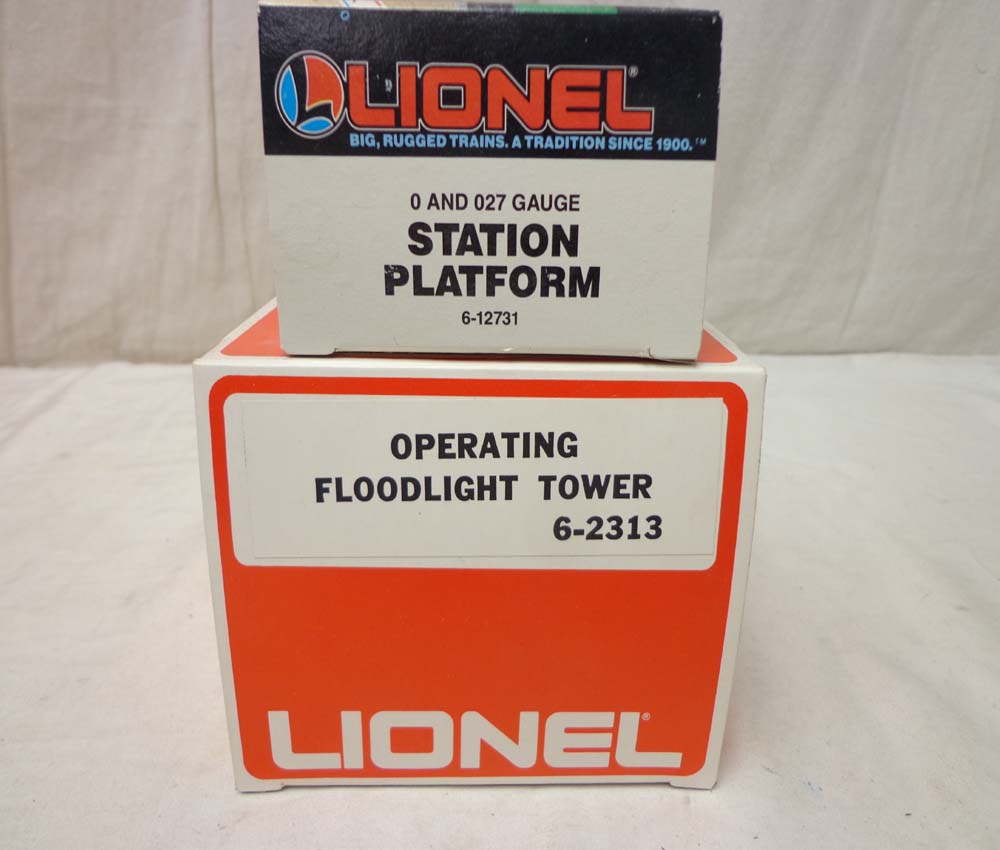 LIONEL®
BIG, RUGGED TRAINS. A TRADITION SINCE 1900.™
0 AND 027 GAUGE
STATION
PLATFORM
6-12731
OPERATING
FLOODLIGHT TOWER
6-2313
LIONEL®